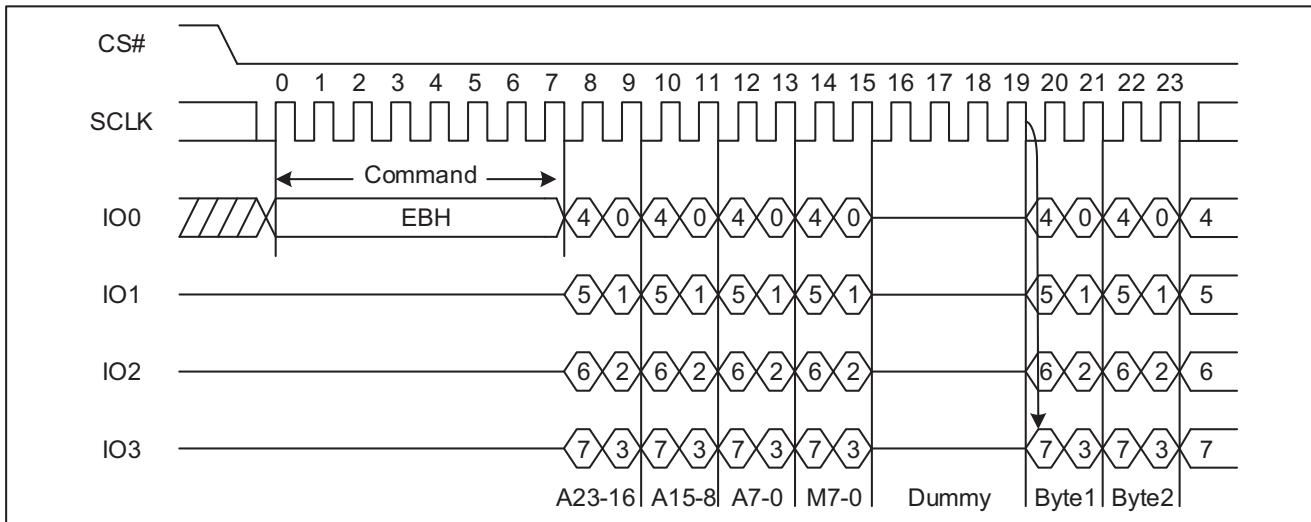 CS#
0 1 2 3 4 5 6 7 8 9 10 11 12 13 14 15 16 17 18 19 20 21 22 23
SCLK
Command
IO0 EBH 4 0 4 0 4 0 4 0 4 0 4 0 4
IO1 5 1 5 1 5 1 5 1 5 1 5 1 5
IO2 6 2 6 2 6 2 6 2 6 2 6 2 6
IO3 7 3 7 3 7 3 7 3 7 3 7 3 7
A23-16 A15-8 A7-0 M7-0 Dummy Byte1 Byte2